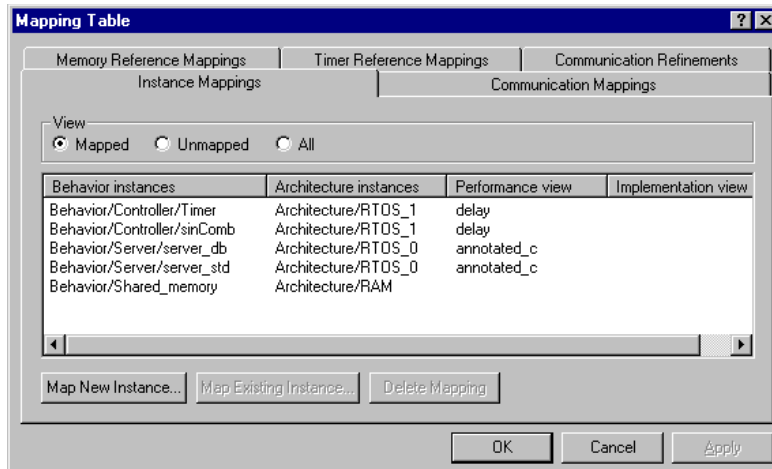 Mapping Table
Memory Reference Mappings Timer Reference Mappings Communication Refinements
Instance Mappings Communication Mappings
View
Mapped Unmapped All
Behavior instances Architecture instances Performance view Implementation view
Behavior/Controller/Timer Architecture/RTOS_1 delay
Behavior/Controller/sinComb Architecture/RTOS_1 delay
Behavior/Server/server_db Architecture/RTOS_0 annotated_c
Behavior/Server/server_std Architecture/RTOS_0 annotated_c
Behavior/Shared_memory Architecture/RAM
Map New Instance... Map Existing Instance... Delete Mapping
OK Cancel Apply